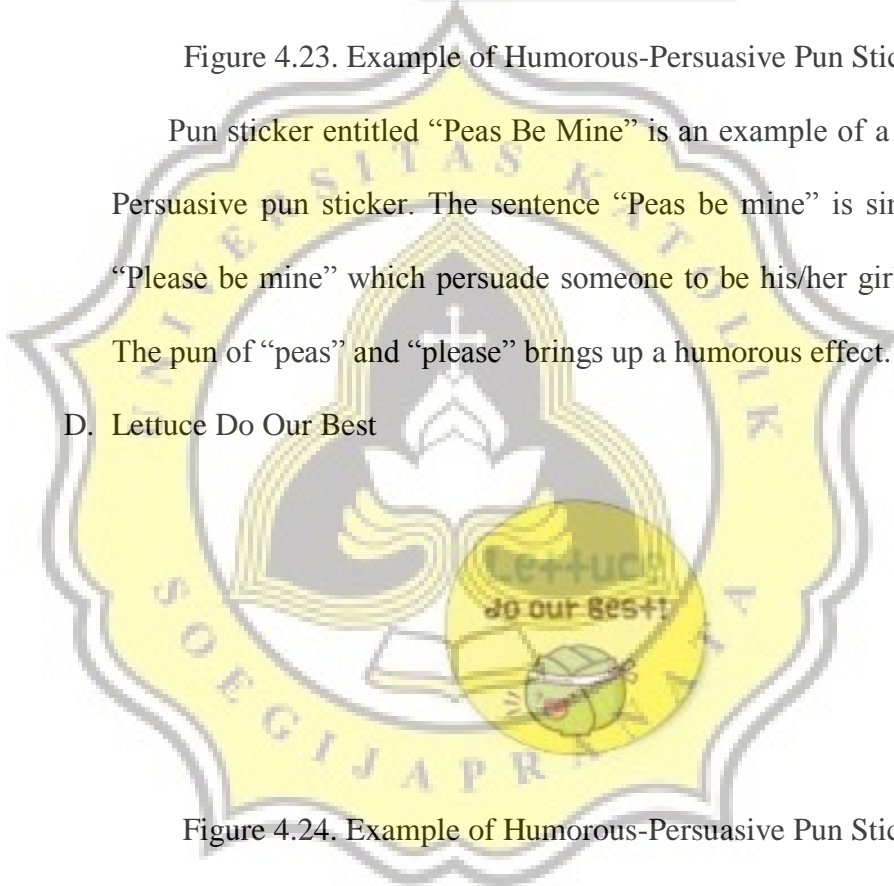 Figure 4.23. Example of Humorous-Persuasive Pun Stic
Pun sticker entitled “Peas Be Mine” is an example of a
Persuasive pun sticker. The sentence “Peas be mine” is sin
“Please be mine” which persuade someone to be his/her gir
The pun of “peas” and “please” brings up a humorous effect.
D. Lettuce Do Our Best
Lettuce
do our Best!
Figure 4.24. Example of Humorous-Persuasive Pun Stic
UNIVERSITAS KATOLIK
SOEGIJAPRANATA